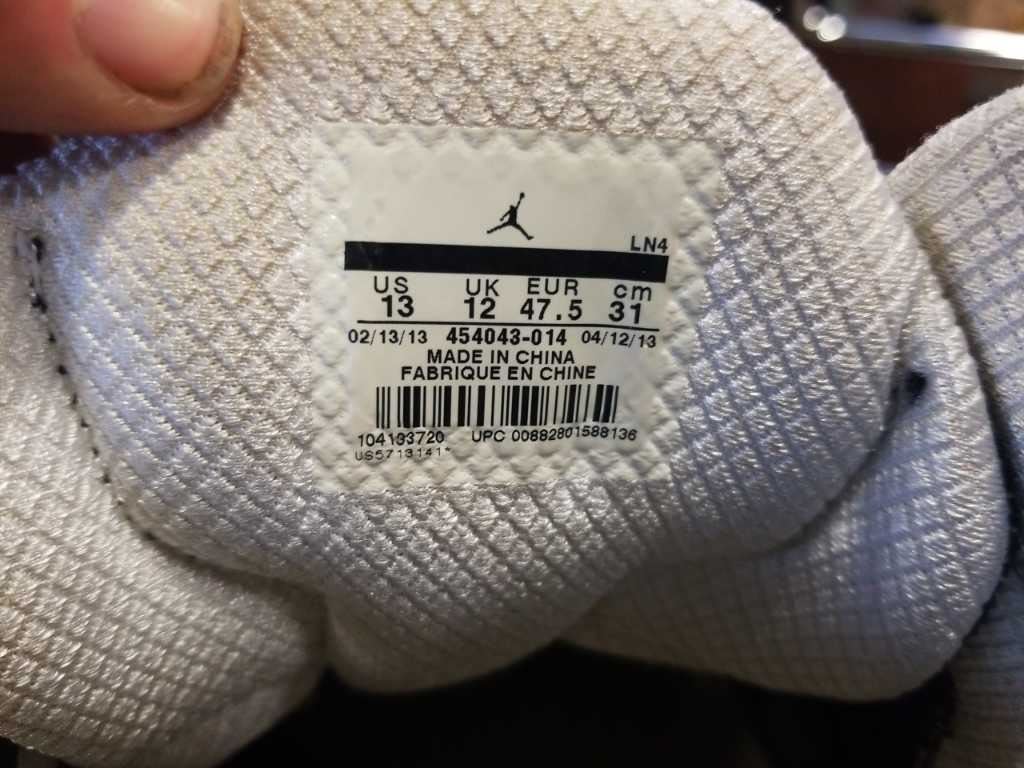 LN4
US UK EUR cm
13 12 47.5 31
02/13/13 454043-014 04/12/13
MADE IN CHINA
FABRIQUE EN CHINE
104133720 UPC 00882801588136
US5713141*